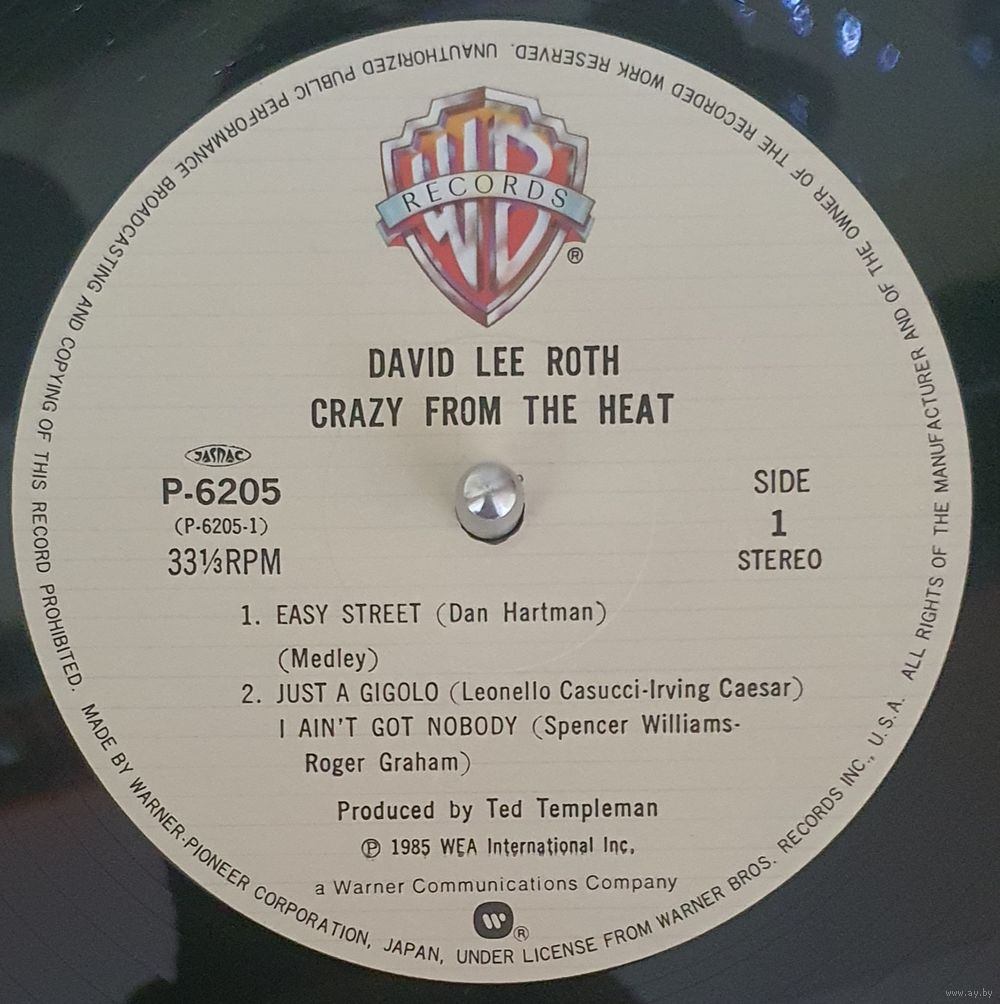 WB
RECORDS
®
DAVID LEE ROTH
CRAZY FROM THE HEAT
JASRAC
P-6205
(P-6205-1)
33⅓RPM
SIDE
1
STEREO
1. EASY STREET (Dan Hartman)
(Medley)
2. JUST A GIGOLO (Leonello Casucci-Irving Caesar)
I AIN'T GOT NOBODY (Spencer Williams-
Roger Graham)
Produced by Ted Templeman
Ⓟ 1985 WEA International Inc.
a Warner Communications Company
W®
MADE BY WARNER-PIONEER CORPORATION, JAPAN, UNDER LICENSE FROM WARNER BROS. RECORDS INC., U.S.A. ALL RIGHTS OF THE MANUFACTURER AND OF THE OWNER OF THE RECORDED WORK RESERVED. UNAUTHORIZED PUBLIC PERFORMANCE BROADCASTING AND COPYING OF THIS RECORD PROHIBITED.
www.ay.by